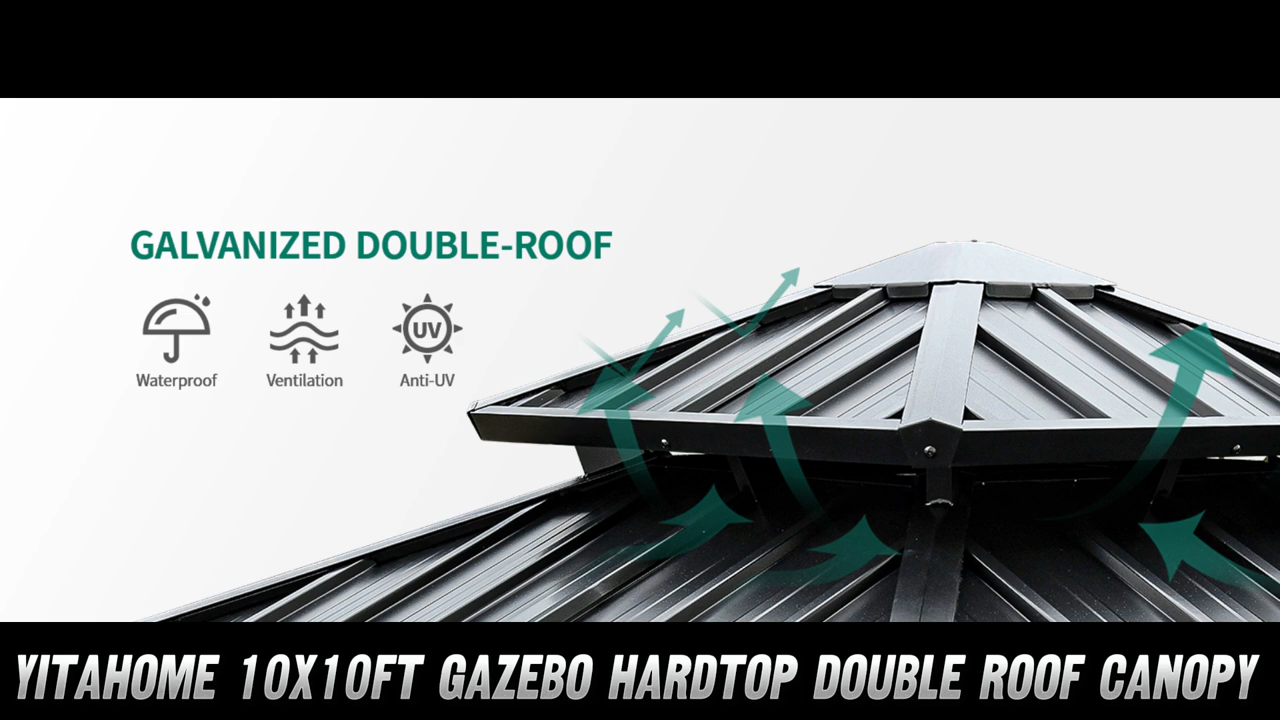 GALVANIZED DOUBLE-ROOF
UV
Waterproof Ventilation Anti-UV
YITAHOME 10X10FT GAZEBO HARDTOP DOUBLE ROOF CANOPY